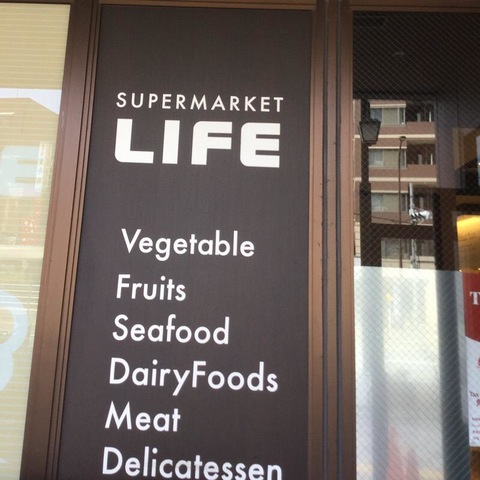 SUPERMARKET
LIFE
Vegetable
Fruits
Seafood
DairyFoods
Meat
Delicatessen